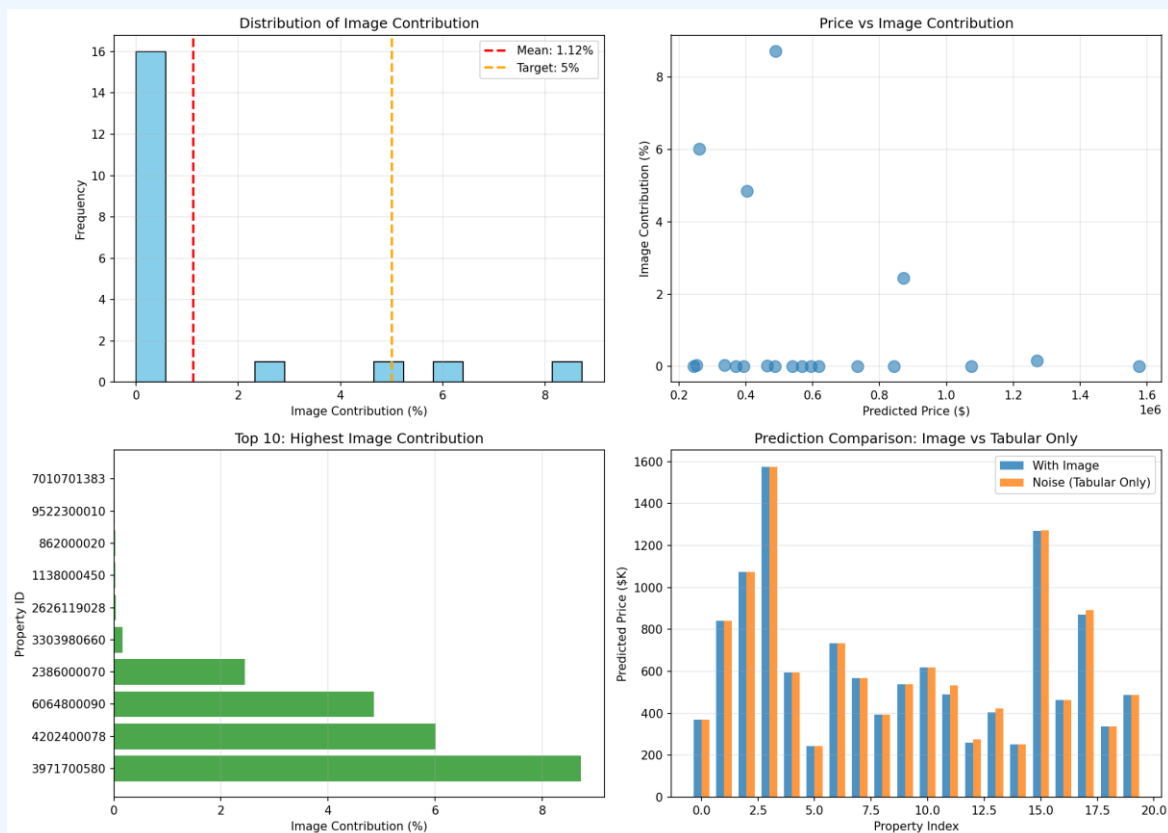 Distribution of Image Contribution
Mean: 1.12%
Target: 5%
16
14
12
10
8
6
4
2
0
Frequency
0 2 4 6 8
Image Contribution (%)
Price vs Image Contribution
8
6
4
2
0
Image Contribution (%)
0.2 0.4 0.6 0.8 1.0 1.2 1.4 1.6
1e6
Predicted Price ($)
Top 10: Highest Image Contribution
7010701383
9522300010
862000020
1138000450
2626119028
3303980660
2386000070
6064800090
4202400078
3971700580
Property ID
0 2 4 6 8
Image Contribution (%)
Prediction Comparison: Image vs Tabular Only
With Image
Noise (Tabular Only)
1600
1400
1200
1000
800
600
400
200
0
Predicted Price ($K)
0.0 2.5 5.0 7.5 10.0 12.5 15.0 17.5 20.0
Property Index